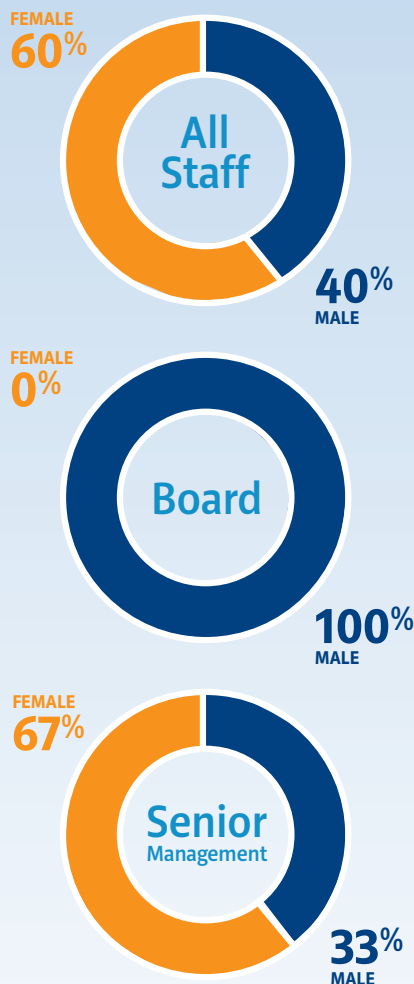 FEMALE
60%
All
Staff
40%
MALE
FEMALE
0%
Board
100%
MALE
FEMALE
67%
Senior
Management
33%
MALE